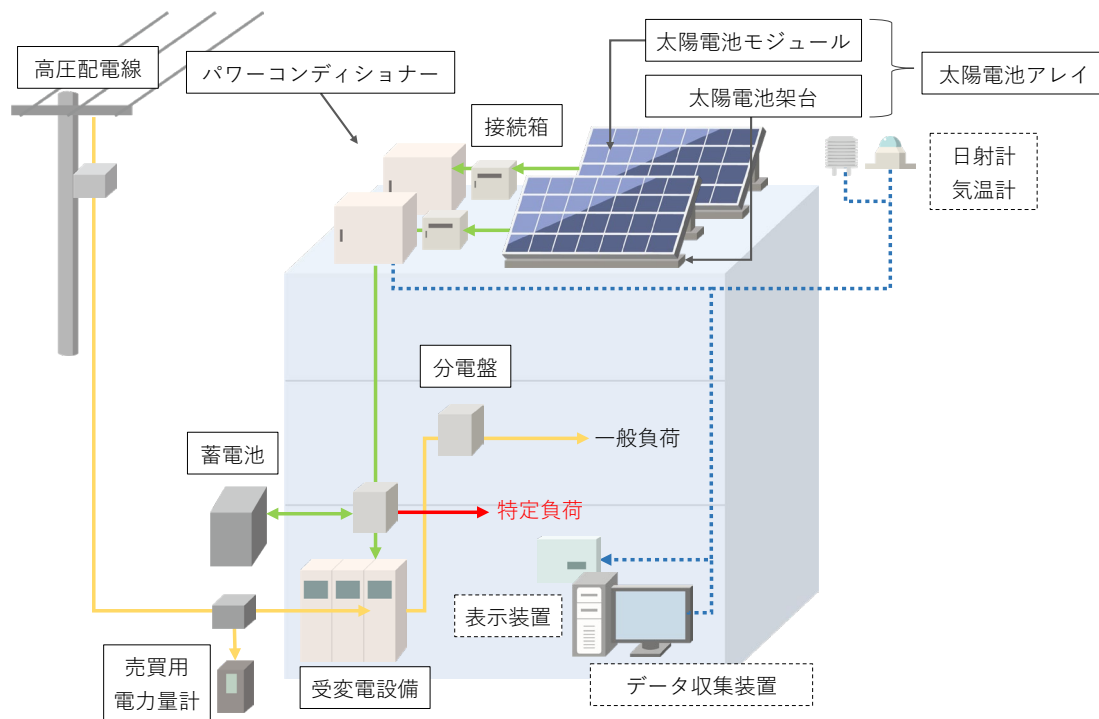 高圧配電線
パワーコンディショナー
太陽電池モジュール
太陽電池架台
太陽電池アレイ
接続箱
日射計
気温計
分電盤
一般負荷
蓄電池
特定負荷
表示装置
売買用
電力量計
受変電設備
データ収集装置